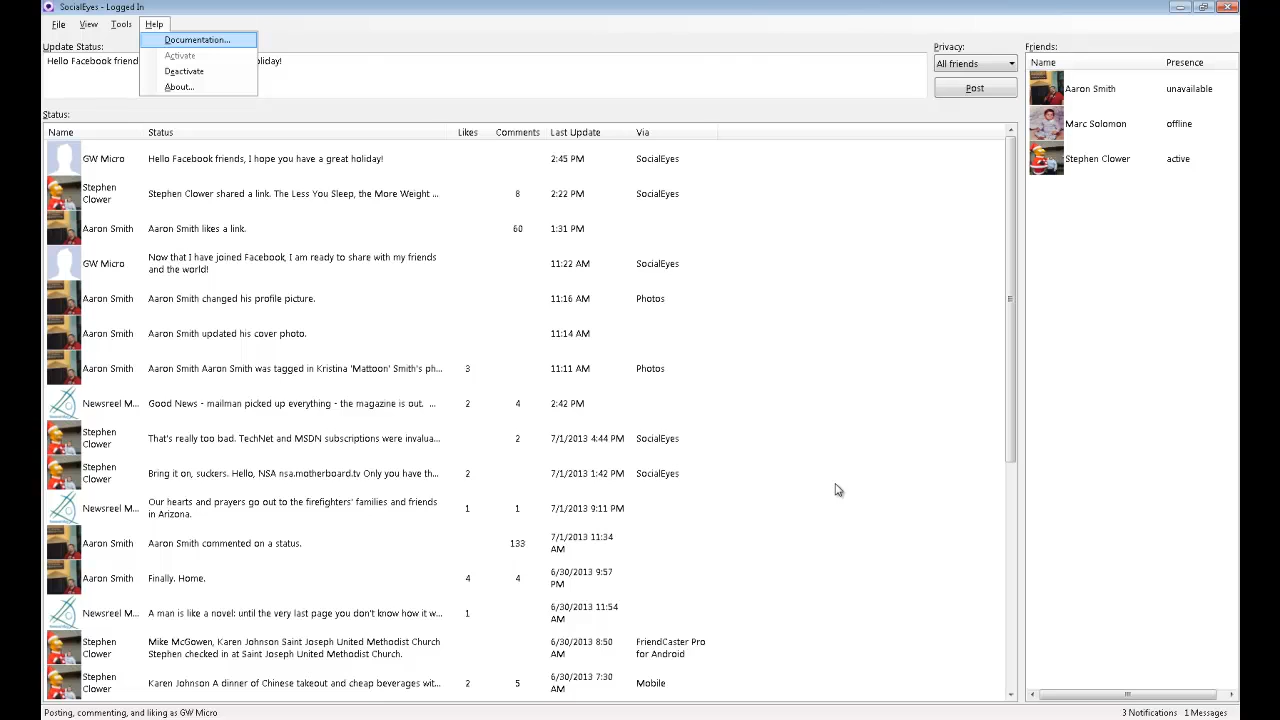 SocialEyes - Logged In
File View Tools Help
Documentation...
Activate
Deactivate
About...
Update Status:
Hello Facebook friend oliday!
Privacy:
All friends
Post
Friends:
Name Presence
Aaron Smith unavailable
Marc Solomon offline
Stephen Clower active
Status:
Name Status Likes Comments Last Update Via
GW Micro Hello Facebook friends, I hope you have a great holiday! 2:45 PM SocialEyes
Stephen
Clower Stephen Clower shared a link. The Less You Sleep, the More Weight ... 8 2:22 PM SocialEyes
Aaron Smith Aaron Smith likes a link. 60 1:31 PM
GW Micro Now that I have joined Facebook, I am ready to share with my friends
and the world! 11:22 AM SocialEyes
Aaron Smith Aaron Smith changed his profile picture. 11:16 AM Photos
Aaron Smith Aaron Smith updated his cover photo. 11:14 AM
Aaron Smith Aaron Smith Aaron Smith was tagged in Kristina 'Mattoon' Smith's ph... 3 11:11 AM Photos
Newsreel M... Good News - mailman picked up everything - the magazine is out. ... 2 4 2:42 PM
Stephen
Clower That's really too bad. TechNet and MSDN subscriptions were invalua... 2 7/1/2013 4:44 PM SocialEyes
Stephen
Clower Bring it on, suckers. Hello, NSA nsa.motherboard.tv Only you have th... 2 7/1/2013 1:42 PM SocialEyes
Newsreel M... Our hearts and prayers go out to the firefighters' families and friends
in Arizona. 1 1 7/1/2013 9:11 PM
Aaron Smith Aaron Smith commented on a status. 133 7/1/2013 11:34
AM
Aaron Smith Finally. Home. 4 4 6/30/2013 9:57
PM
Newsreel M... A man is like a novel: until the very last page you don't know how it w... 1 6/30/2013 11:54
AM
Stephen
Clower Mike McGowen, Karen Johnson Saint Joseph United Methodist Church
Stephen checked in at Saint Joseph United Methodist Church. 6/30/2013 8:50
AM FriendCaster Pro
for Android
Stephen
Clower Karen Johnson A dinner of Chinese takeout and cheap beverages wit... 2 5 6/30/2013 7:30
AM Mobile
Posting, commenting, and liking as GW Micro
3 Notifications 1 Messages